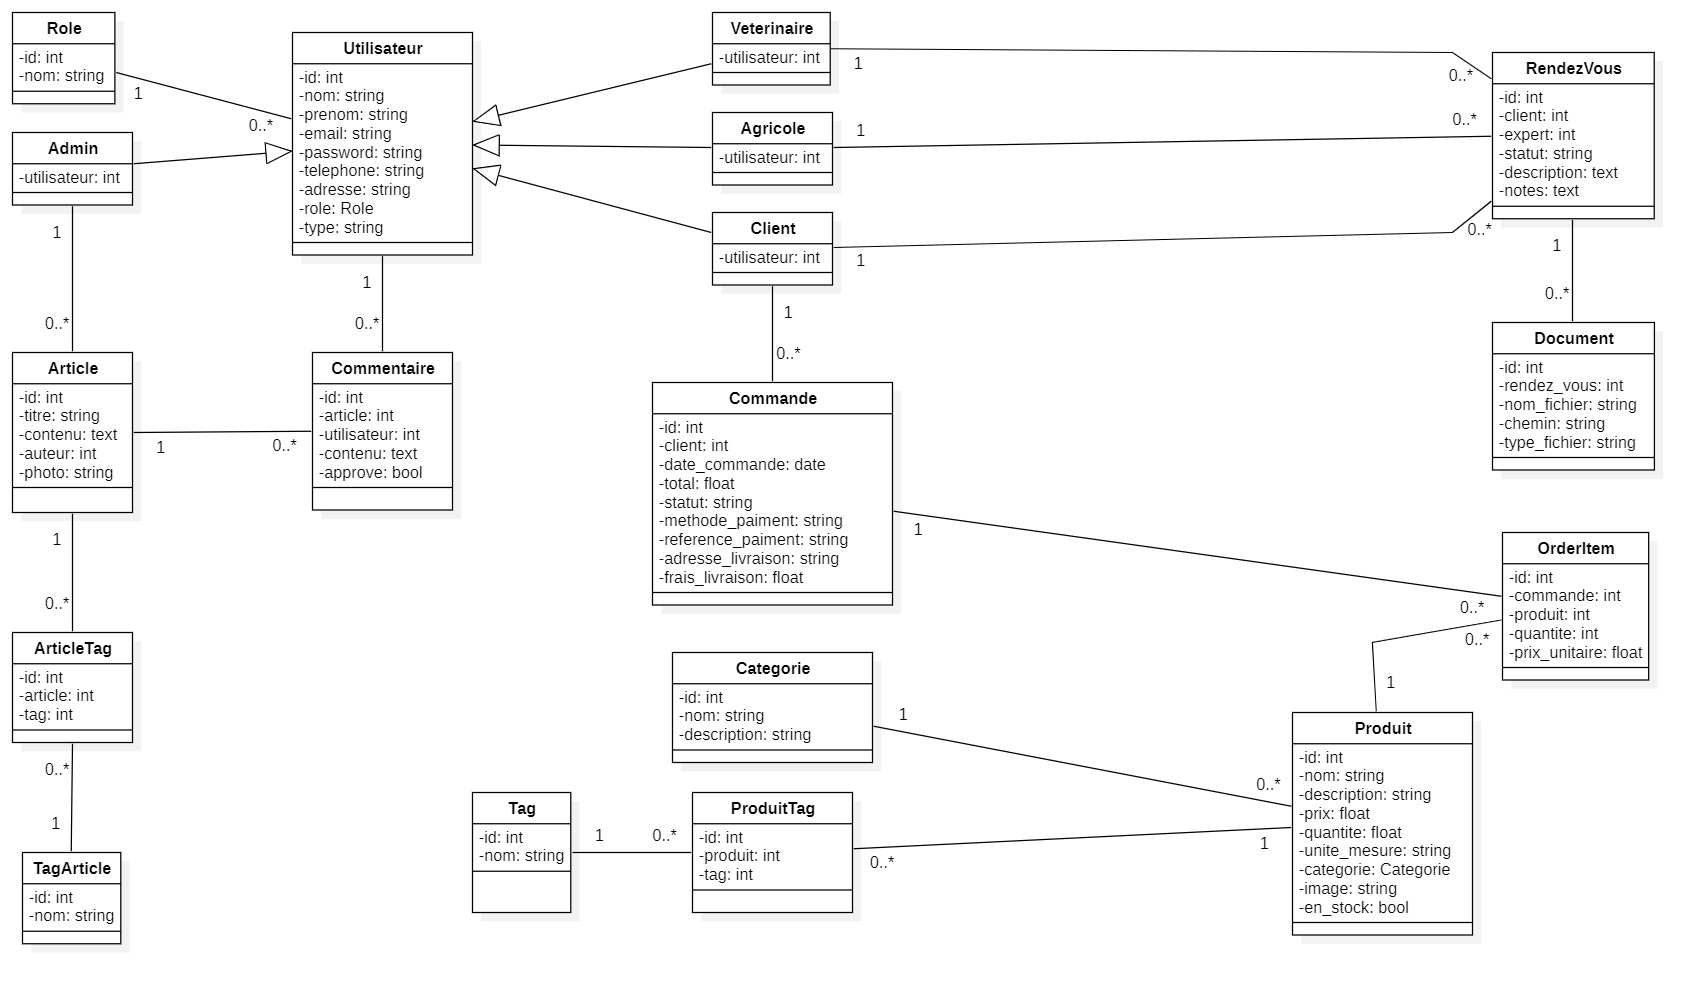 Role
-id: int
-nom: string
1
0..*
Utilisateur
-id: int
-nom: string
-prenom: string
-email: string
-password: string
-telephone: string
-adresse: string
-role: Role
-type: string
Veterinaire
-utilisateur: int
1
0..*
Agricole
-utilisateur: int
1
0..*
Client
-utilisateur: int
1
0..*
RendezVous
-id: int
-client: int
-expert: int
-statut: string
-description: text
-notes: text
Admin
-utilisateur: int
1
0..*
1
0..*
1
0..*
1
0..*
Article
-id: int
-titre: string
-contenu: text
-auteur: int
-photo: string
1
0..*
Commentaire
-id: int
-article: int
-utilisateur: int
-contenu: text
-approve: bool
Commande
-id: int
-client: int
-date_commande: date
-total: float
-statut: string
-methode_paiment: string
-reference_paiment: string
-adresse_livraison: string
-frais_livraison: float
Document
-id: int
-rendez_vous: int
-nom_fichier: string
-chemin: string
-type_fichier: string
1
0..*
1
0..*
OrderItem
-id: int
-commande: int
-produit: int
-quantite: int
-prix_unitaire: float
0..*
1
ArticleTag
-id: int
-article: int
-tag: int
0..*
1
TagArticle
-id: int
-nom: string
Categorie
-id: int
-nom: string
-description: string
1
0..*
Tag
-id: int
-nom: string
1
0..*
ProduitTag
-id: int
-produit: int
-tag: int
0..*
1
Produit
-id: int
-nom: string
-description: string
-prix: float
-quantite: float
-unite_mesure: string
-categorie: Categorie
-image: string
-en_stock: bool